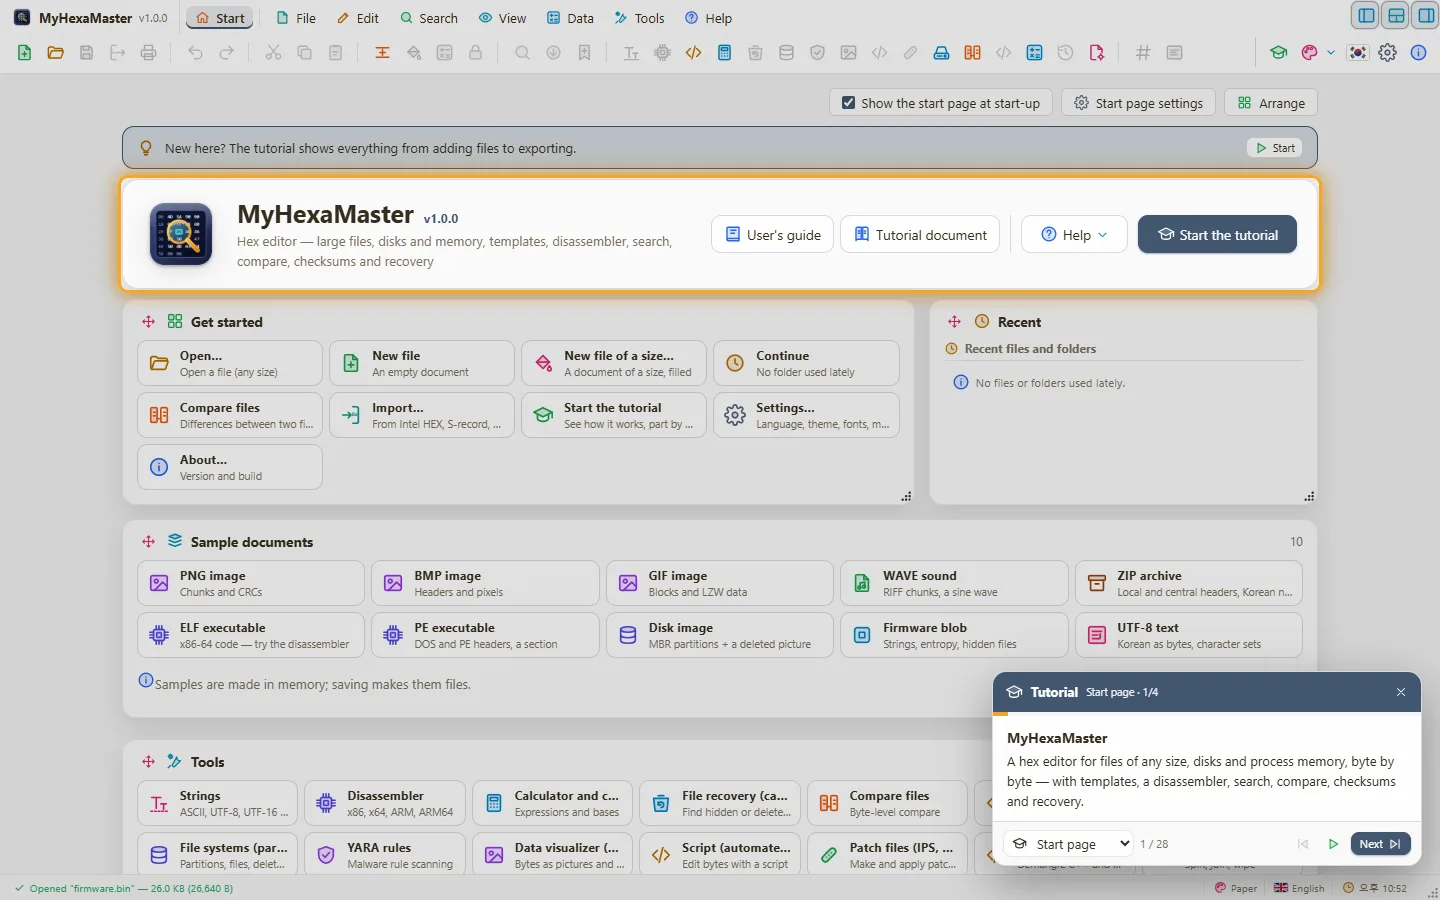 MyHexaMaster v1.0.0 Start File Edit Search View Data Tools Help
Show the start page at start-up Start page settings Arrange
New here? The tutorial shows everything from adding files to exporting. Start
MyHexaMaster v1.0.0
Hex editor — large files, disks and memory, templates, disassembler, search,
compare, checksums and recovery
User's guide Tutorial document Help Start the tutorial
Get started
Open... New file New file of a size... Continue
Open a file (any size) An empty document A document of a size, filled No folder used lately
Compare files Import... Start the tutorial Settings...
Differences between two fi... From Intel HEX, S-record, ... See how it works, part by ... Language, theme, fonts, m...
About...
Version and build
Recent
Recent files and folders
No files or folders used lately.
Sample documents 10
PNG image BMP image GIF image WAVE sound ZIP archive
Chunks and CRCs Headers and pixels Blocks and LZW data RIFF chunks, a sine wave Local and central headers, Korean n...
ELF executable PE executable Disk image Firmware blob UTF-8 text
x86-64 code — try the disassembler DOS and PE headers, a section MBR partitions + a deleted picture Strings, entropy, hidden files Korean as bytes, character sets
Samples are made in memory; saving makes them files.
Tools
Strings Disassembler Calculator and c... File recovery (ca... Compare files
ASCII, UTF-8, UTF-16 ... x86, x64, ARM, ARM64 Expressions and bases Find hidden or delete... Byte-level compare
File systems (par... YARA rules Data visualizer (... Script (automate... Patch files (IPS, ...
Partitions, files, delet... Malware rule scanning Bytes as pictures and ... Edit bytes with a script Make and apply patc...
Tutorial Start page · 1/4
MyHexaMaster
A hex editor for files of any size, disks and process memory, byte by
byte — with templates, a disassembler, search, compare, checksums
and recovery.
Start page 1 / 28 Next
Opened "firmware.bin" — 26.0 KB (26,640 B) Paper English 오후 10:52